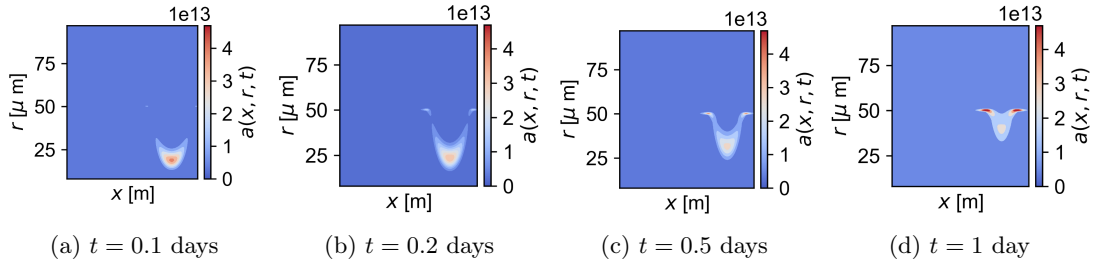 1e13 1e13 1e13 1e13
75 50 25
r [μ m]
x [m]
4 3 2 1 0
a(x, r, t)
75 50 25
r [μ m]
x [m]
4 3 2 1 0
a(x, r, t)
75 50 25
r [μ m]
x [m]
4 3 2 1 0
a(x, r, t)
75 50 25
r [μ m]
x [m]
4 3 2 1 0
a(x, r, t)
(a) t = 0.1 days (b) t = 0.2 days (c) t = 0.5 days (d) t = 1 day